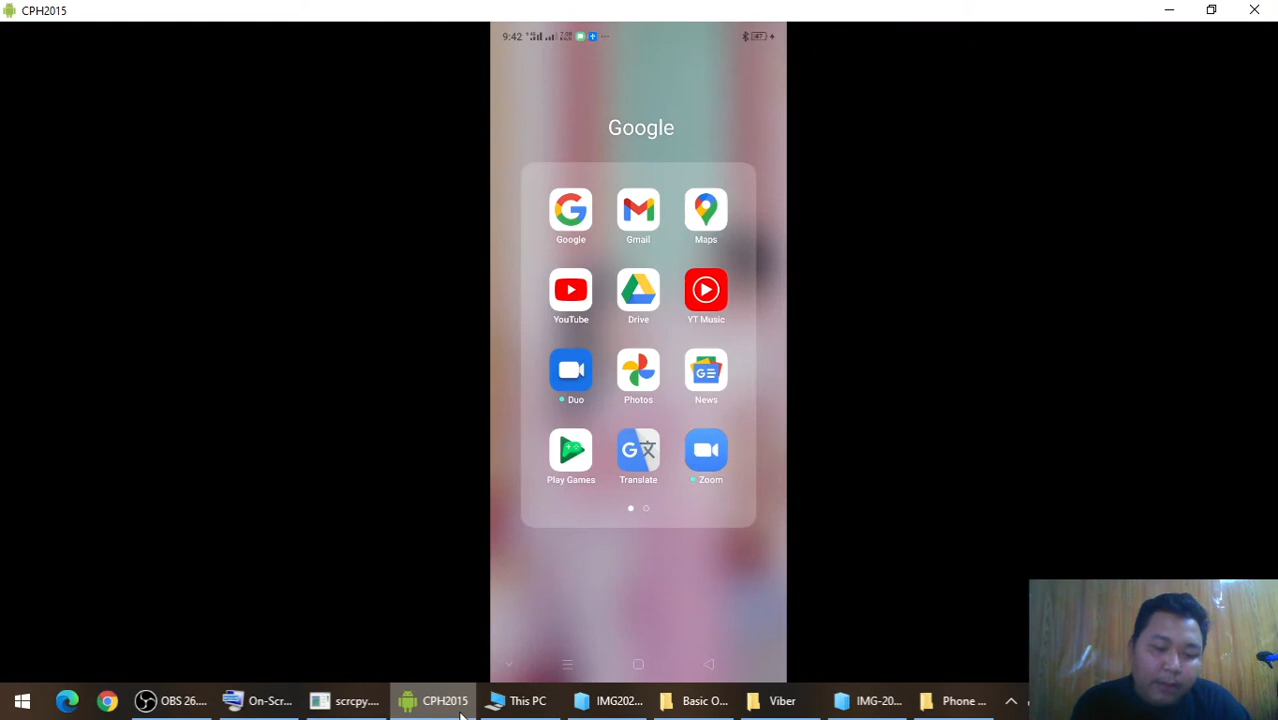 CPH2015
9:42
47
Google
Google Gmail Maps
YouTube Drive YT Music
Duo Photos News
Play Games Translate Zoom
OBS 26.... On-Scr... scrcpy.... CPH2015 This PC IMG202... Basic O... Viber IMG-20... Phone ...